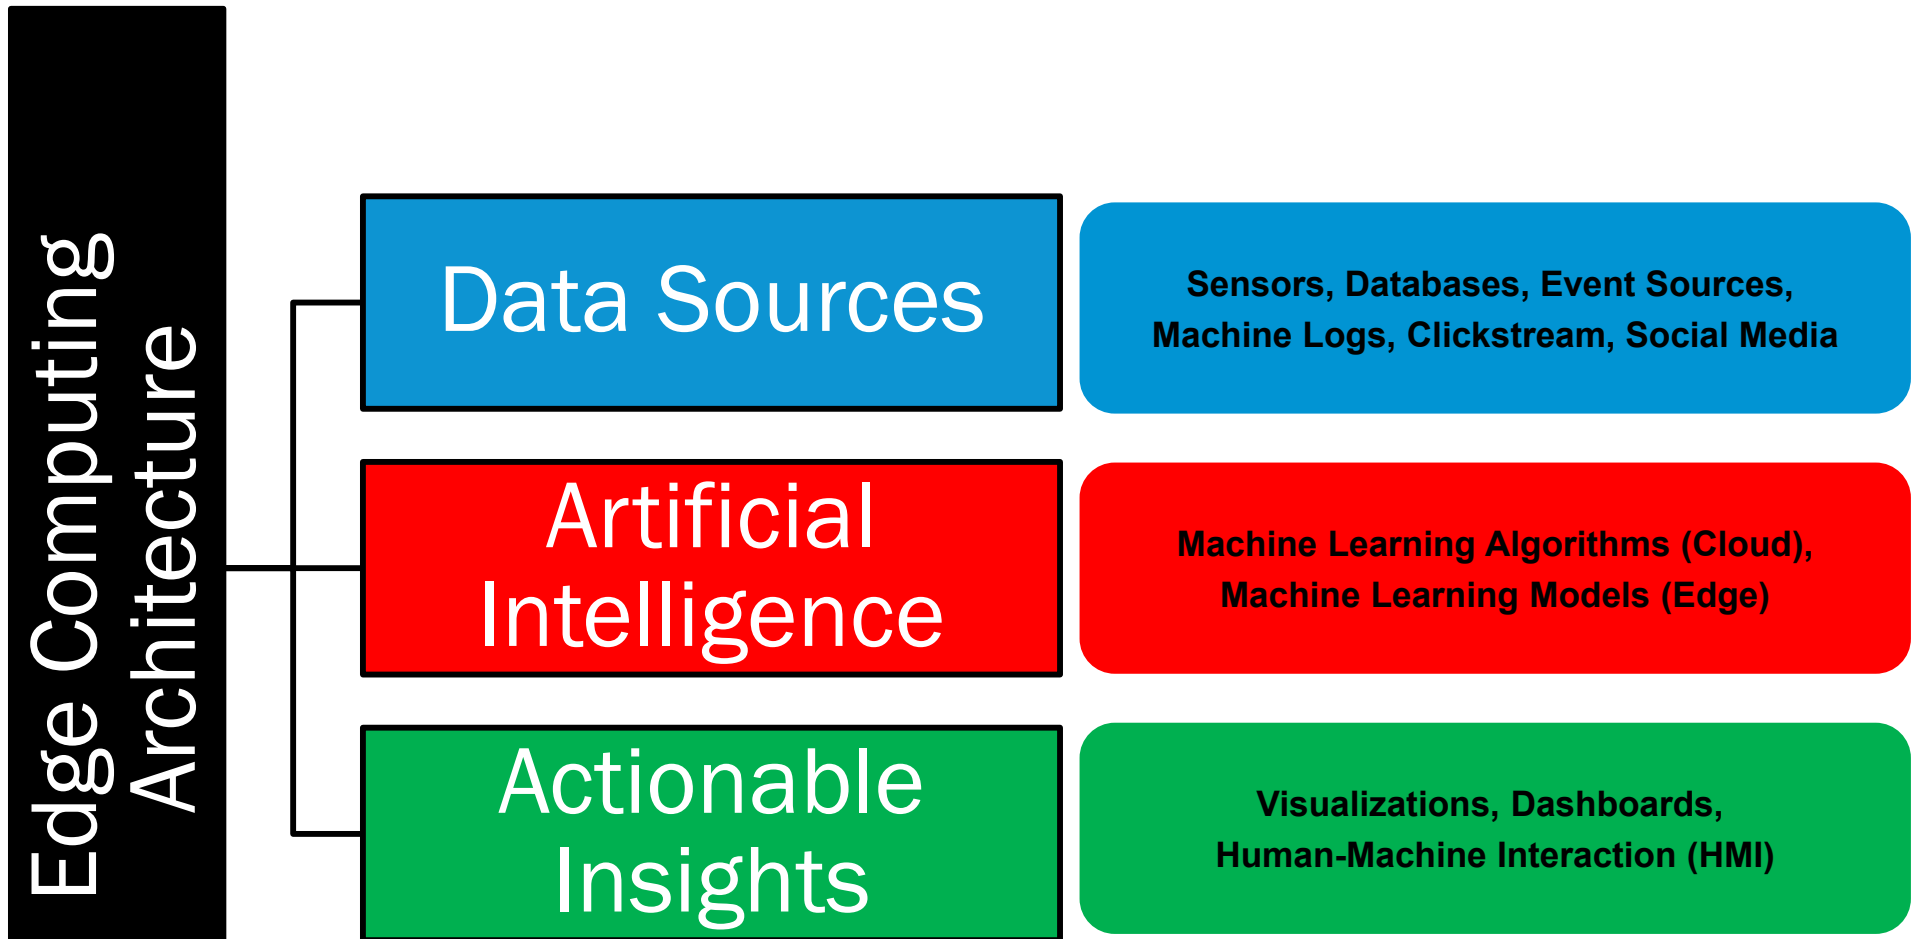 Edge Computing
Architecture
Data Sources
Sensors, Databases, Event Sources,
Machine Logs, Clickstream, Social Media
Artificial
Intelligence
Machine Learning Algorithms (Cloud),
Machine Learning Models (Edge)
Actionable
Insights
Visualizations, Dashboards,
Human-Machine Interaction (HMI)